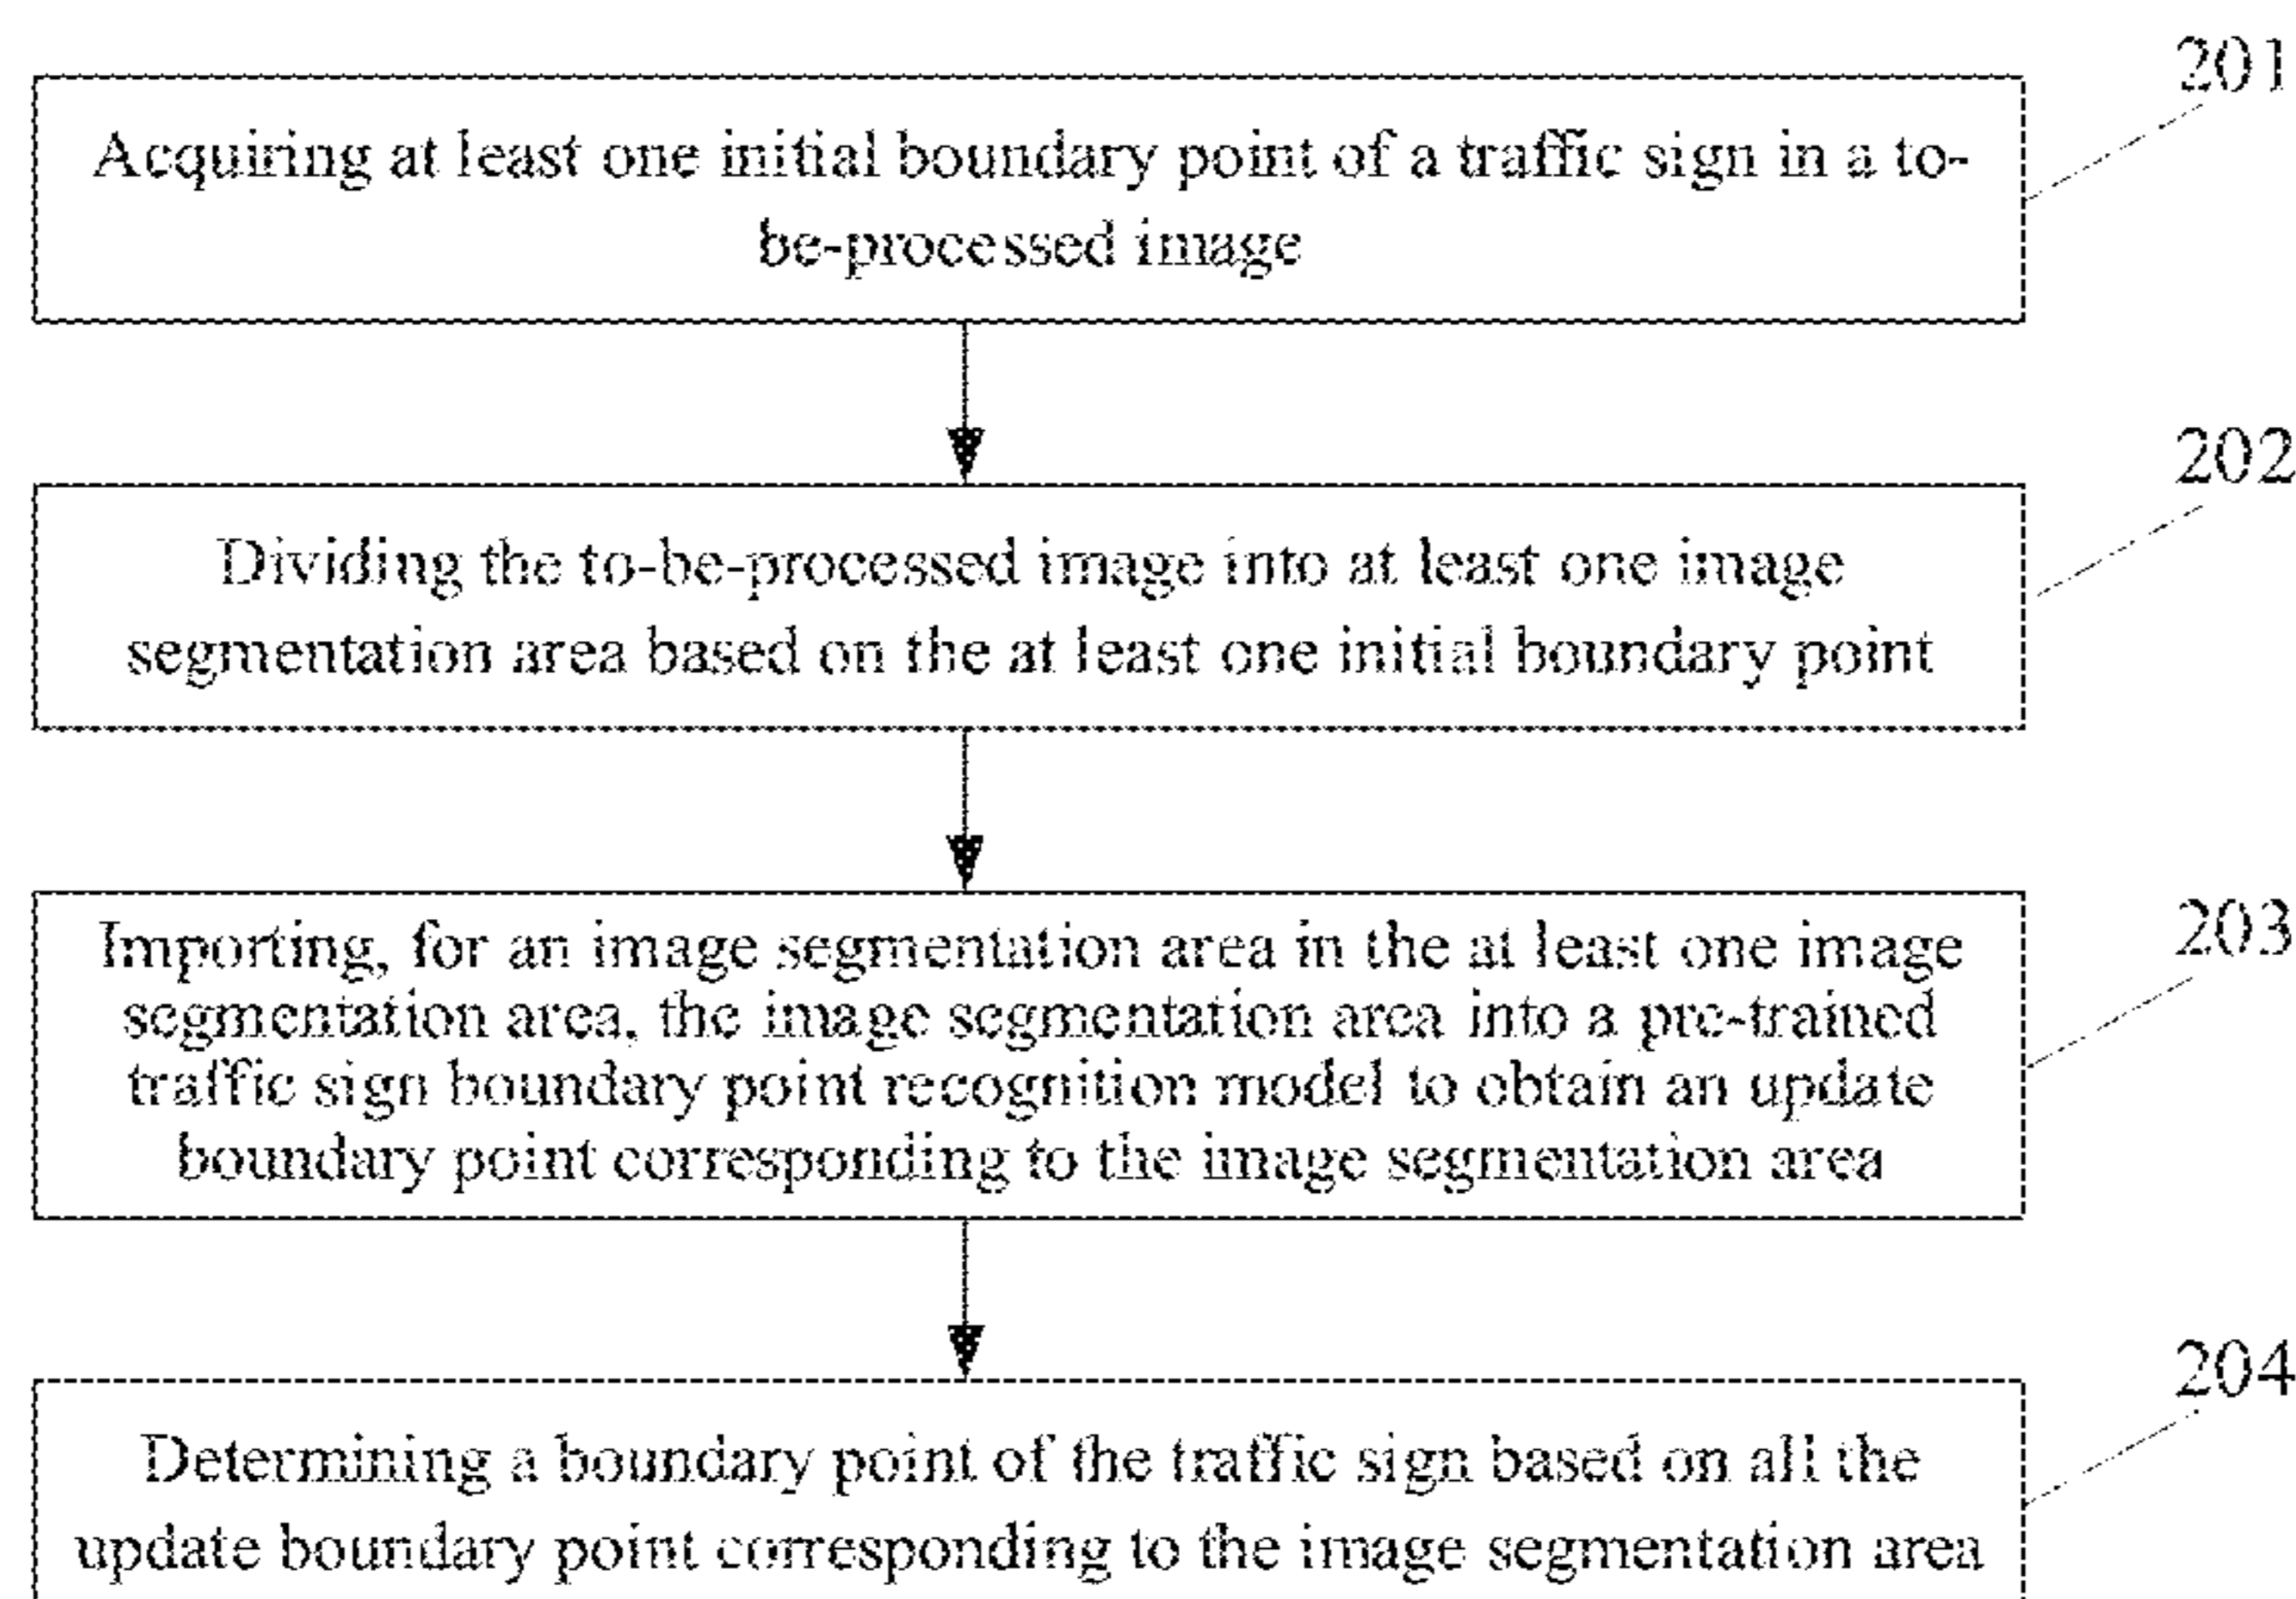 201
Acquiring at least one initial boundary point of a traffic sign in a to-
be-processed image
202
Dividing the to-be-processed image into at least one image
segmentation area based on the at least one initial boundary point
203
Importing, for an image segmentation area in the at least one image
segmentation area, the image segmentation area into a pre-trained
traffic sign boundary point recognition model to obtain an update
boundary point corresponding to the image segmentation area
204
Determining a boundary point of the traffic sign based on all the
update boundary point corresponding to the image segmentation area